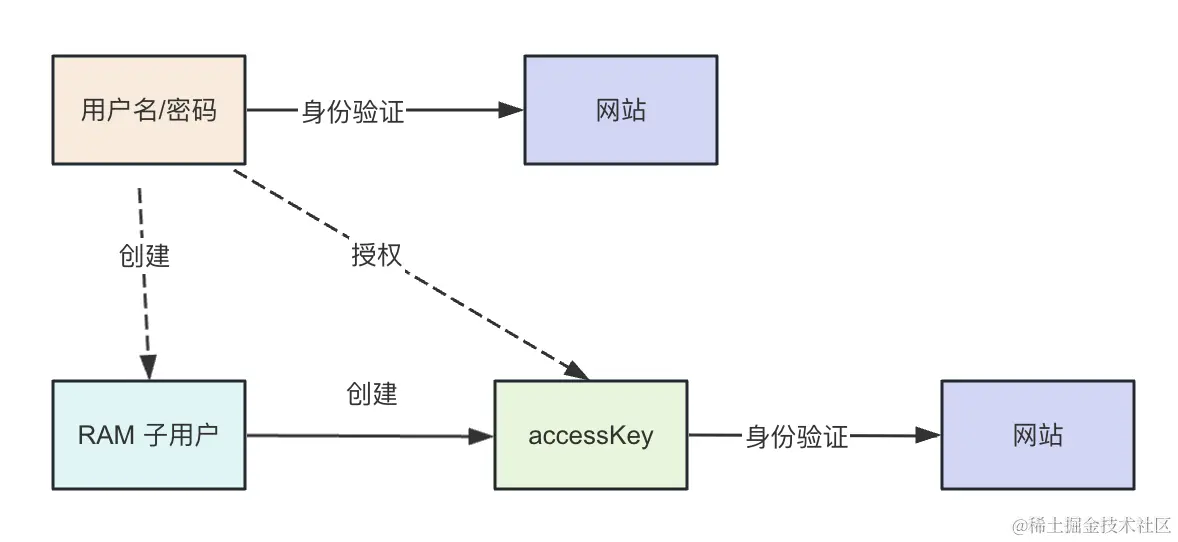 用户名/密码
身份验证
网站
创建
授权
创建
RAM 子用户
accessKey
身份验证
网站
@稀土掘金技术社区